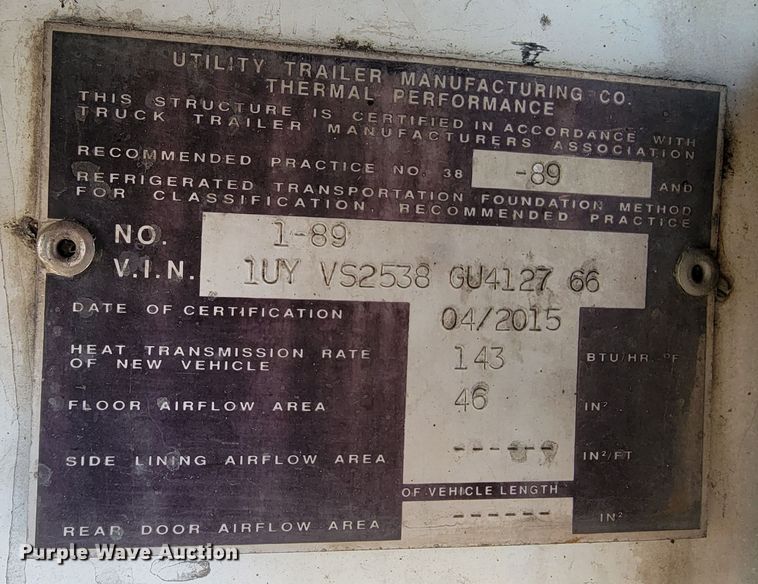 UTILITY TRAILER MANUFACTURING CO.
THERMAL PERFORMANCE
THIS STRUCTURE IS CERTIFIED IN ACCORDANCE WITH
TRUCK TRAILER MANUFACTURERS ASSOCIATION
RECOMMENDED PRACTICE NO. 38 -89 AND
REFRIGERATED TRANSPORTATION FOUNDATION METHOD
FOR CLASSIFICATION, RECOMMENDED PRACTICE
NO. 1-89
V.I.N. 1UY VS2538 GU4127 66
DATE OF CERTIFICATION 04/2015
HEAT TRANSMISSION RATE
OF NEW VEHICLE 143 BTU/HR. °F
FLOOR AIRFLOW AREA 46 IN²
SIDE LINING AIRFLOW AREA ------ IN²/FT
OF VEHICLE LENGTH
REAR DOOR AIRFLOW AREA ------ IN²
Purple Wave Auction